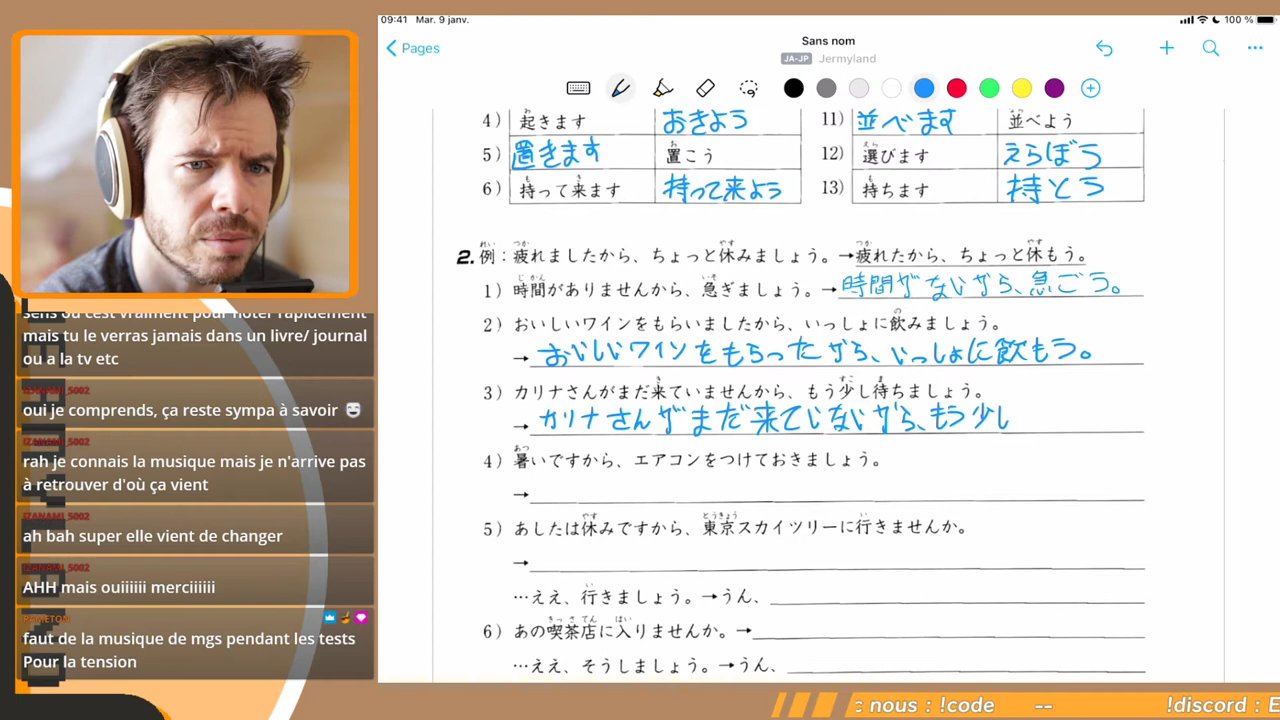 09:41 Mar. 9 janv.
100 %
Pages
Sans nom
JA-JP Jermyland
4) 起きます おきよう
5) 置きます 置こう
6) 持って来ます 持って来よう
11) 並べます 並べよう
12) 選びます えらぼう
13) 持ちます 持とう
2. 例：疲れましたから、ちょっと休みましょう。→疲れたから、ちょっと休もう。
1) 時間がありませんから、急ぎましょう。→時間がないから、急ごう。
2) おいしいワインをもらいましたから、いっしょに飲みましょう。
→おいしいワインをもらったから、いっしょに飲もう。
3) カリナさんがまだ来ていませんから、もう少し待ちましょう。
→カリナさんがまだ来ていないから、もう少し
4) 暑いですから、エアコンをつけておきましょう。
→
5) あしたは休みですから、東京スカイツリーに行きませんか。
→
…ええ、行きましょう。→うん、
6) あの喫茶店に入りませんか。→
…ええ、そうしましょう。→うん、
sens où c'est vraiment pour noter rapidement
mais tu le verras jamais dans un livre/ journal
ou a la tv etc
IZANAMI_5002
oui je comprends, ça reste sympa à savoir
IZANAMI_5002
rah je connais la musique mais je n'arrive pas
à retrouver d'où ça vient
IZANAMI_5002
ah bah super elle vient de changer
IZANAMI_5002
AHH mais ouiiiiii merciiiiii
PAMETON
faut de la musique de mgs pendant les tests
Pour la tension
nous : !code -- !discord : E